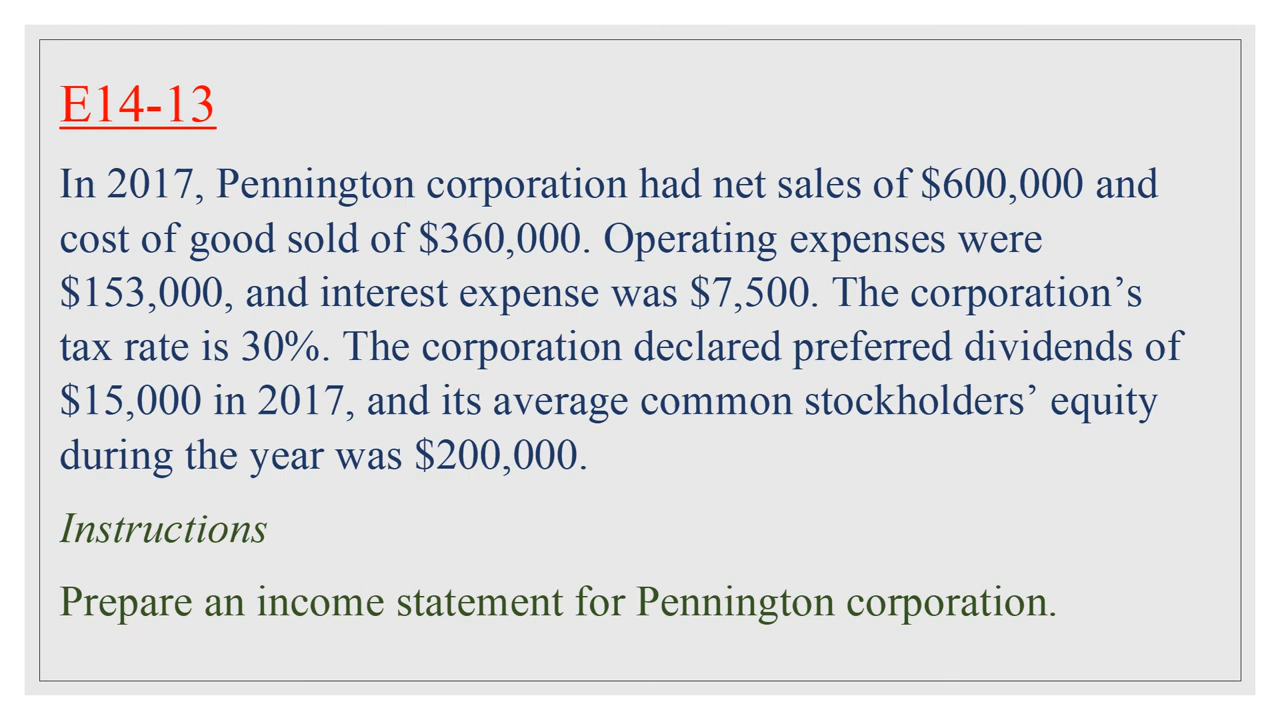 E14-13
In 2017, Pennington corporation had net sales of $600,000 and
cost of good sold of $360,000. Operating expenses were
$153,000, and interest expense was $7,500. The corporation’s
tax rate is 30%. The corporation declared preferred dividends of
$15,000 in 2017, and its average common stockholders’ equity
during the year was $200,000.
Instructions
Prepare an income statement for Pennington corporation.